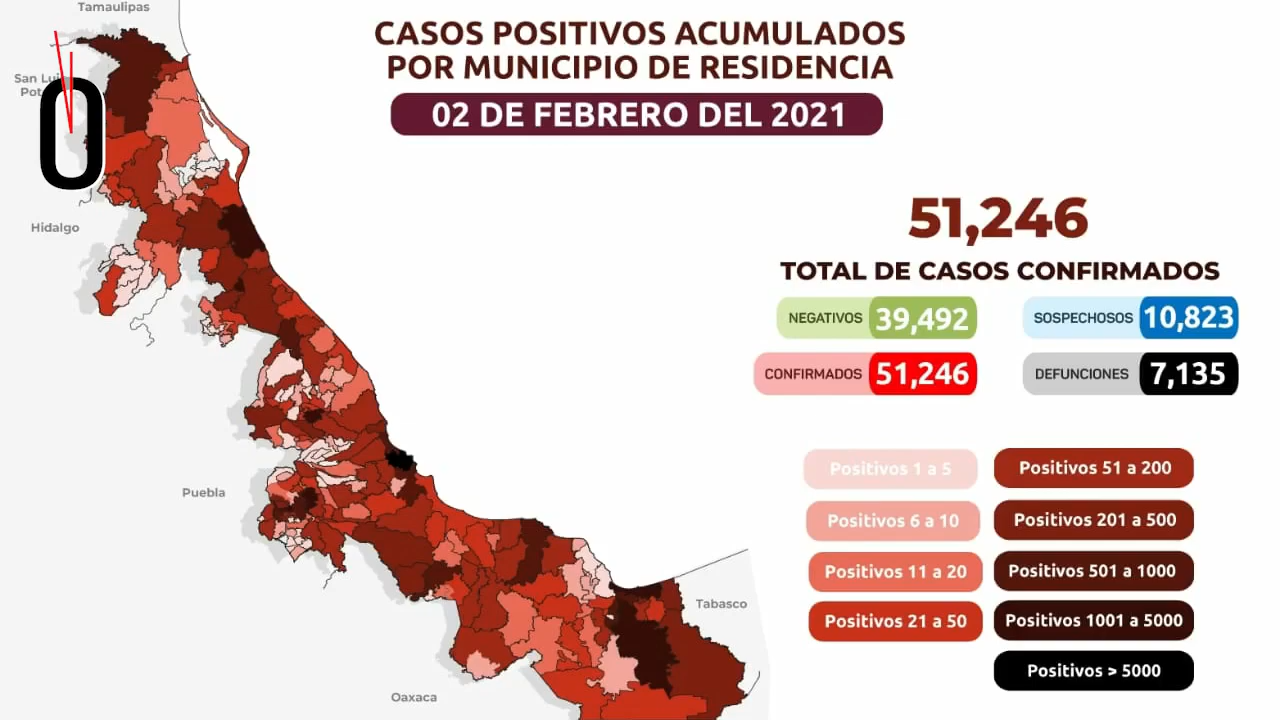 Tamaulipas
CASOS POSITIVOS ACUMULADOS
POR MUNICIPIO DE RESIDENCIA
02 DE FEBRERO DEL 2021
San Lui
Pot
0
Hidalgo
51,246
TOTAL DE CASOS CONFIRMADOS
NEGATIVOS 39,492
SOSPECHOSOS 10,823
CONFIRMADOS 51,246
DEFUNCIONES 7,135
Puebla
Positivos 1 a 5
Positivos 51 a 200
Positivos 6 a 10
Positivos 201 a 500
Positivos 11 a 20
Positivos 501 a 1000
Positivos 21 a 50
Positivos 1001 a 5000
Positivos > 5000
Tabasco
Oaxaca